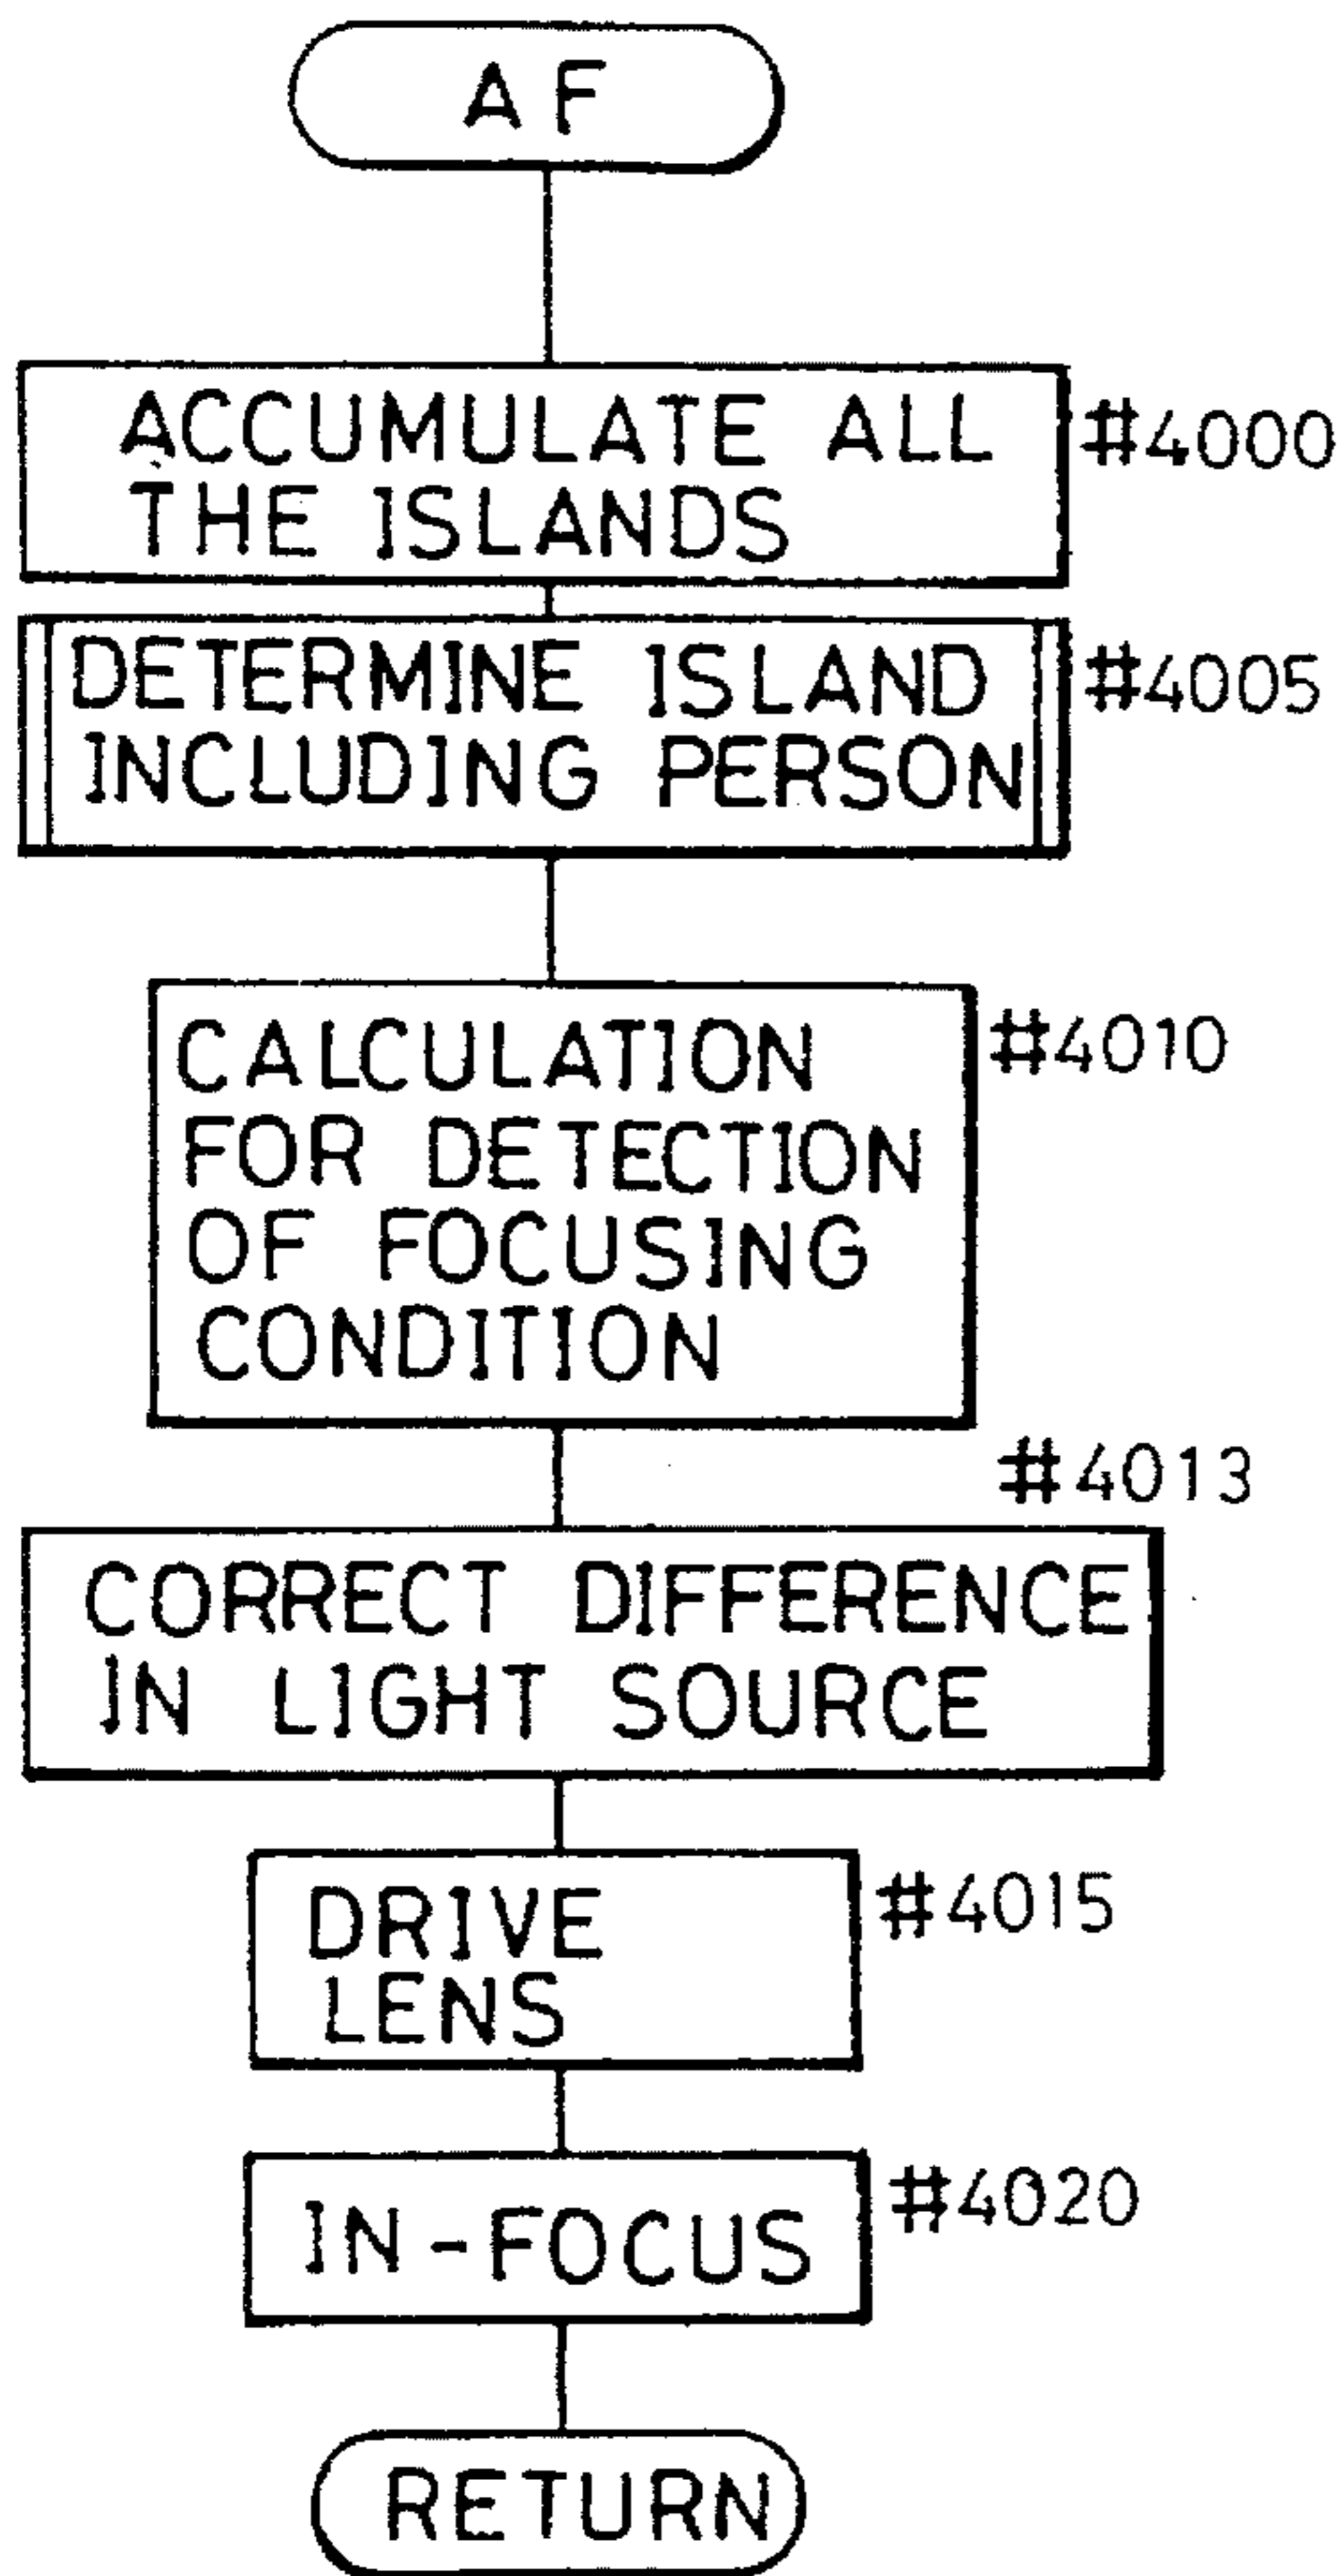 AF
ACCUMULATE ALL #4000
THE ISLANDS
DETERMINE ISLAND #4005
INCLUDING PERSON
CALCULATION #4010
FOR DETECTION
OF FOCUSING
CONDITION
#4013
CORRECT DIFFERENCE
IN LIGHT SOURCE
DRIVE #4015
LENS
IN-FOCUS #4020
RETURN